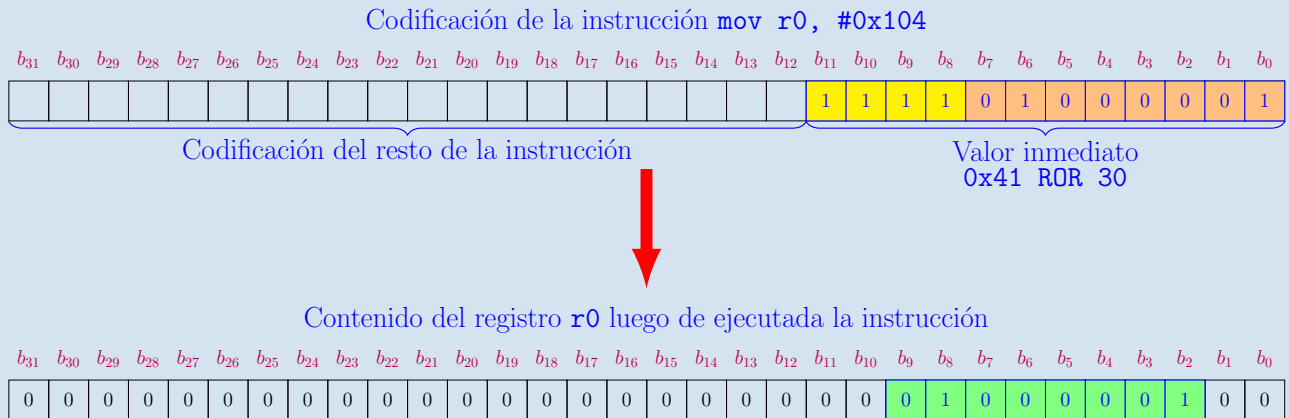 Codificación de la instrucción mov r0, #0x104
b31 b30 b29 b28 b27 b26 b25 b24 b23 b22 b21 b20 b19 b18 b17 b16 b15 b14 b13 b12 b11 b10 b9 b8 b7 b6 b5 b4 b3 b2 b1 b0
1 1 1 1 0 1 0 0 0 0 0 1
Codificación del resto de la instrucción Valor inmediato
0x41 ROR 30
Contenido del registro r0 luego de ejecutada la instrucción
b31 b30 b29 b28 b27 b26 b25 b24 b23 b22 b21 b20 b19 b18 b17 b16 b15 b14 b13 b12 b11 b10 b9 b8 b7 b6 b5 b4 b3 b2 b1 b0
0 0 0 0 0 0 0 0 0 0 0 0 0 0 0 0 0 0 0 0 0 0 0 1 0 0 0 0 0 1 0 0